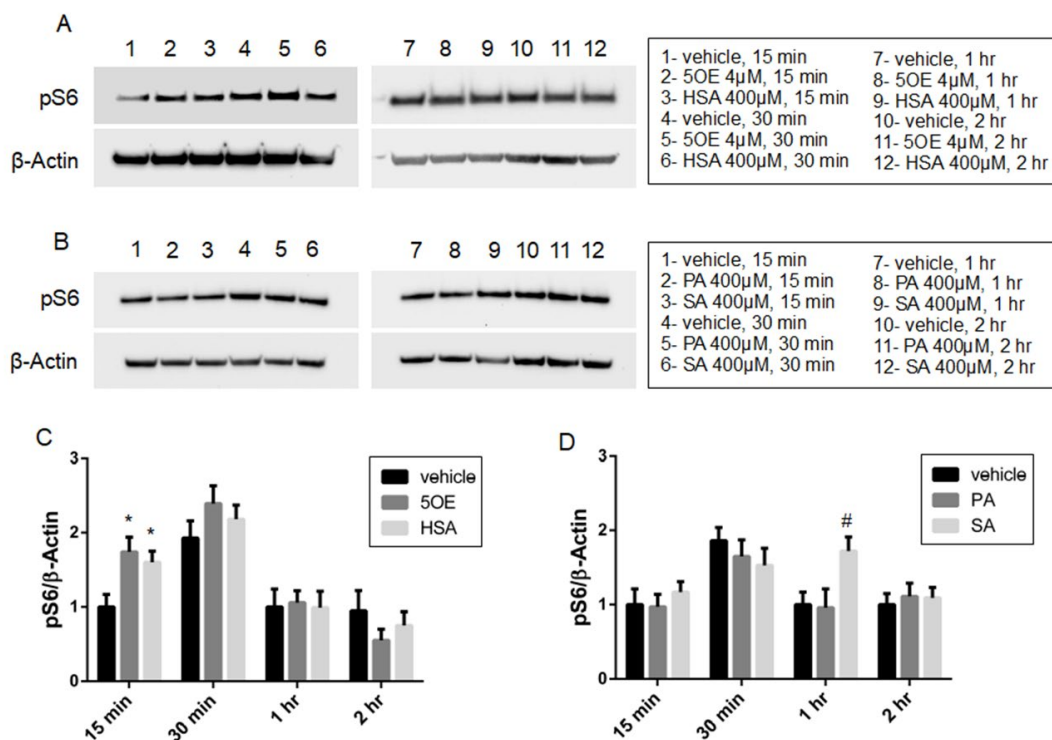 A
1 2 3 4 5 6 7 8 9 10 11 12
pS6
β-Actin
1- vehicle, 15 min
2- 5OE 4µM, 15 min
3- HSA 400µM, 15 min
4- vehicle, 30 min
5- 5OE 4µM, 30 min
6- HSA 400µM, 30 min
7- vehicle, 1 hr
8- 5OE 4µM, 1 hr
9- HSA 400µM, 1 hr
10- vehicle, 2 hr
11- 5OE 4µM, 2 hr
12- HSA 400µM, 2 hr
B
1 2 3 4 5 6 7 8 9 10 11 12
pS6
β-Actin
1- vehicle, 15 min
2- PA 400µM, 15 min
3- SA 400µM, 15 min
4- vehicle, 30 min
5- PA 400µM, 30 min
6- SA 400µM, 30 min
7- vehicle, 1 hr
8- PA 400µM, 1 hr
9- SA 400µM, 1 hr
10- vehicle, 2 hr
11- PA 400µM, 2 hr
12- SA 400µM, 2 hr
C
pS6/β-Actin
3
2
1
0
* *
vehicle
5OE
HSA
15 min 30 min 1 hr 2 hr
D
pS6/β-Actin
3
2
1
0
#
vehicle
PA
SA
15 min 30 min 1 hr 2 hr